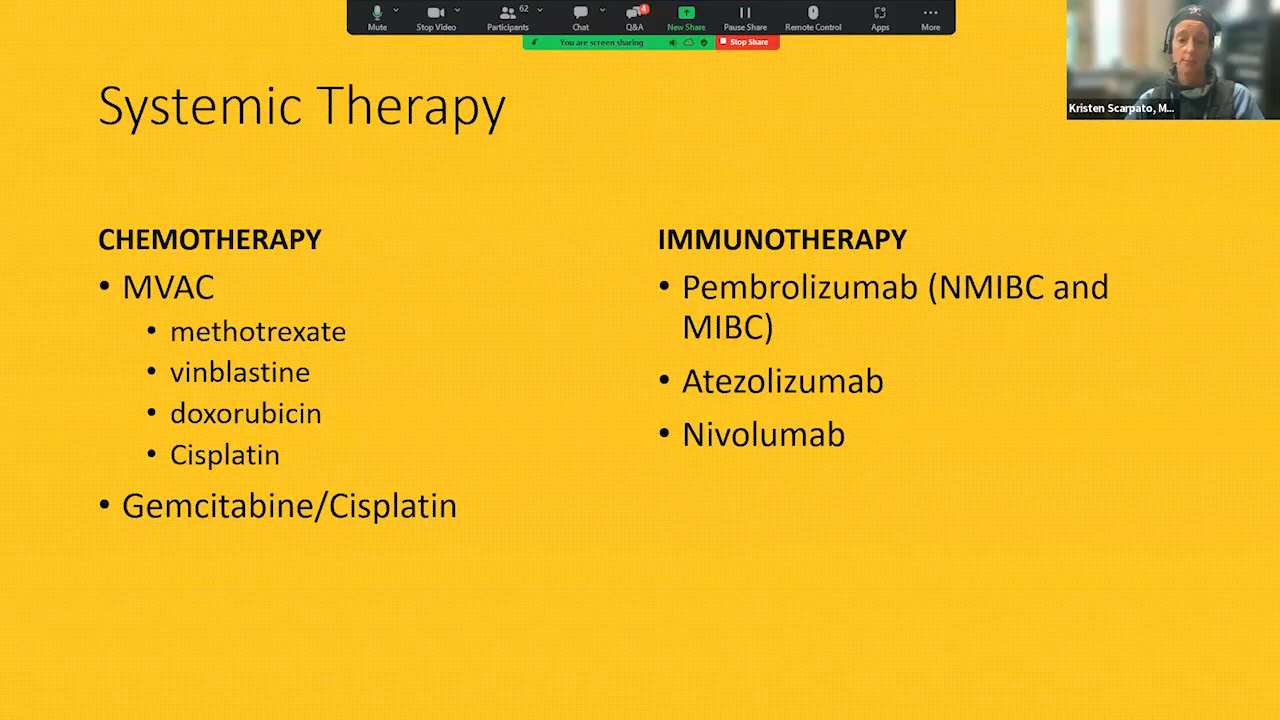 Mute
Stop Video
Participants
62
Chat
Q&A
4
New Share
Pause Share
Remote Control
Apps
More
You are screen sharing
Stop Share
Kristen Scarpato, M...
Systemic Therapy
CHEMOTHERAPY
• MVAC
• methotrexate
• vinblastine
• doxorubicin
• Cisplatin
• Gemcitabine/Cisplatin
IMMUNOTHERAPY
• Pembrolizumab (NMIBC and
MIBC)
• Atezolizumab
• Nivolumab